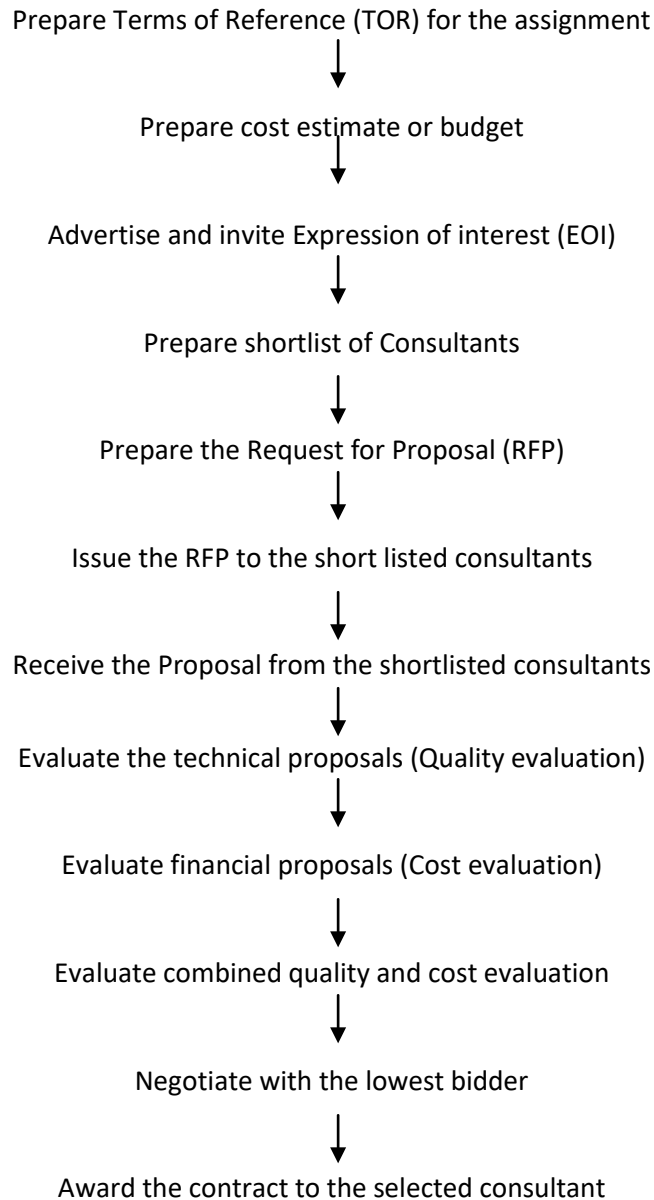 Prepare Terms of Reference (TOR) for the assignment
Prepare cost estimate or budget
Advertise and invite Expression of interest (EOI)
Prepare shortlist of Consultants
Prepare the Request for Proposal (RFP)
Issue the RFP to the short listed consultants
Receive the Proposal from the shortlisted consultants
Evaluate the technical proposals (Quality evaluation)
Evaluate financial proposals (Cost evaluation)
Evaluate combined quality and cost evaluation
Negotiate with the lowest bidder
Award the contract to the selected consultant